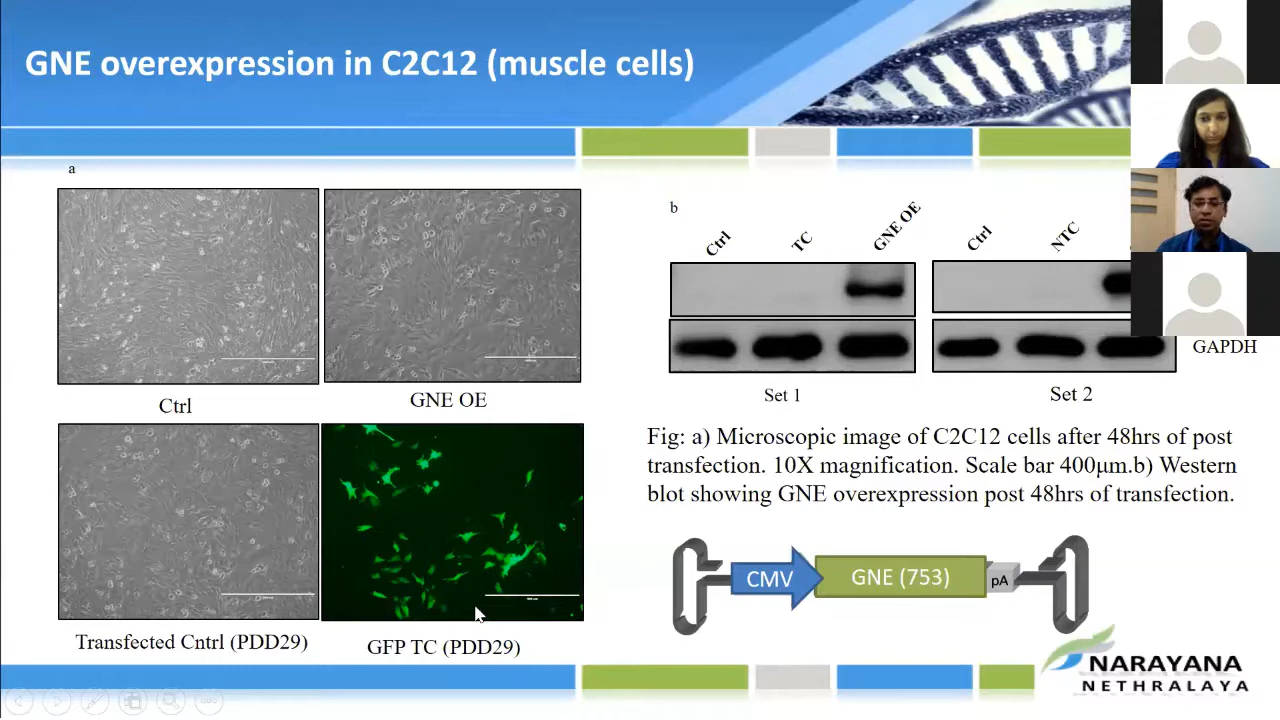 GNE overexpression in C2C12 (muscle cells)
a
Ctrl
GNE OE
Transfected Cntrl (PDD29)
GFP TC (PDD29)
b
Ctrl
TC
GNE OE
Ctrl
NTC
GAPDH
Set 1
Set 2
Fig: a) Microscopic image of C2C12 cells after 48hrs of post
transfection. 10X magnification. Scale bar 400μm.b) Western
blot showing GNE overexpression post 48hrs of transfection.
CMV
GNE (753)
pA
NARAYANA
NETHRALAYA